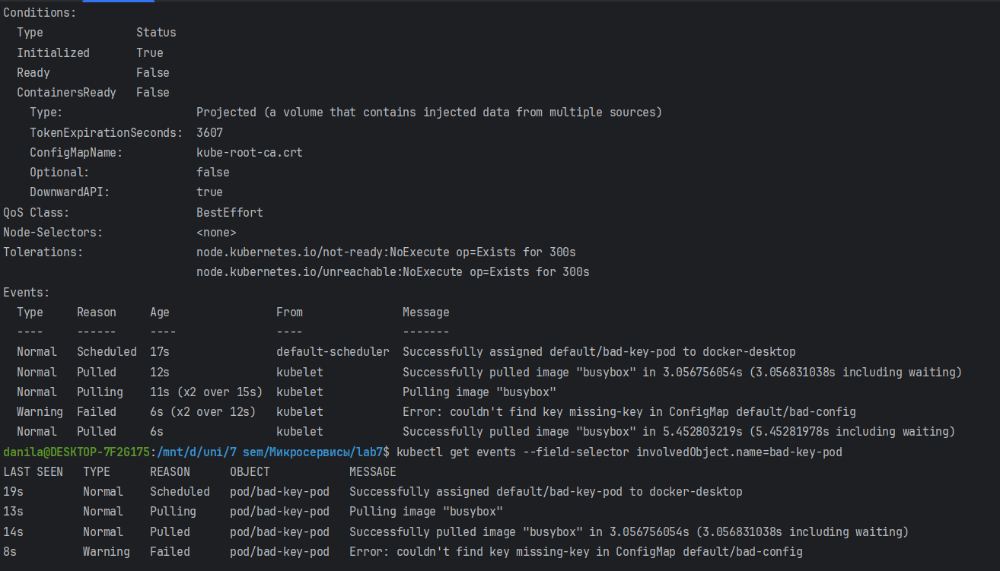 Conditions:
  Type              Status
  Initialized       True
  Ready             False
  ContainersReady   False
    Type:                    Projected (a volume that contains injected data from multiple sources)
    TokenExpirationSeconds:  3607
    ConfigMapName:           kube-root-ca.crt
    Optional:                false
    DownwardAPI:             true
QoS Class:                   BestEffort
Node-Selectors:              <none>
Tolerations:                 node.kubernetes.io/not-ready:NoExecute op=Exists for 300s
                             node.kubernetes.io/unreachable:NoExecute op=Exists for 300s
Events:
  Type     Reason     Age                From               Message
  ----     ------     ----               ----               -------
  Normal   Scheduled  17s                default-scheduler  Successfully assigned default/bad-key-pod to docker-desktop
  Normal   Pulled     12s                kubelet            Successfully pulled image "busybox" in 3.056756054s (3.056831038s including waiting)
  Normal   Pulling    11s (x2 over 15s)  kubelet            Pulling image "busybox"
  Warning  Failed     6s (x2 over 12s)   kubelet            Error: couldn't find key missing-key in ConfigMap default/bad-config
  Normal   Pulled     6s                 kubelet            Successfully pulled image "busybox" in 5.452803219s (5.45281978s including waiting)
danila@DESKTOP-7F2G175:/mnt/d/uni/7 sem/Микросервисы/lab7$ kubectl get events --field-selector involvedObject.name=bad-key-pod
LAST SEEN   TYPE      REASON      OBJECT            MESSAGE
19s         Normal    Scheduled   pod/bad-key-pod   Successfully assigned default/bad-key-pod to docker-desktop
13s         Normal    Pulling     pod/bad-key-pod   Pulling image "busybox"
14s         Normal    Pulled      pod/bad-key-pod   Successfully pulled image "busybox" in 3.056756054s (3.056831038s including waiting)
8s          Warning   Failed      pod/bad-key-pod   Error: couldn't find key missing-key in ConfigMap default/bad-config